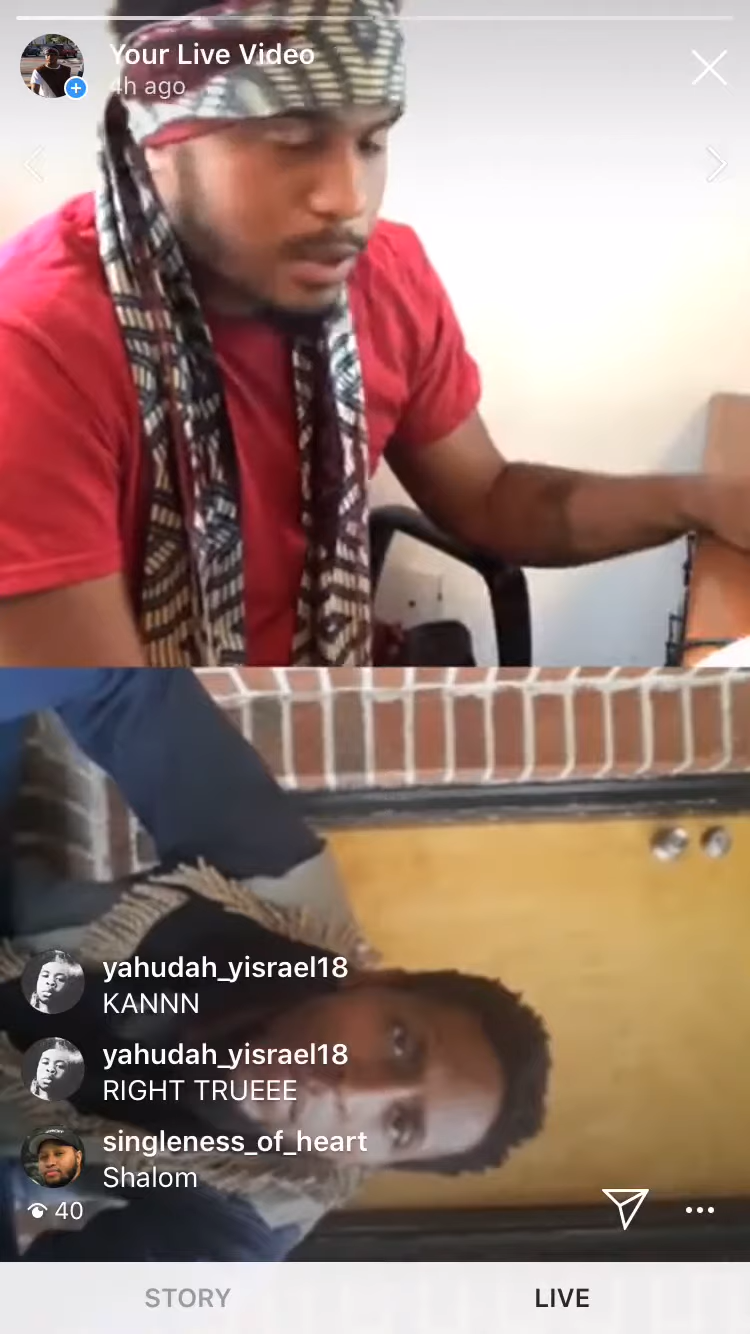 Your Live Video
4h ago
yahudah_yisrael18
KANNN
yahudah_yisrael18
RIGHT TRUEEE
singleness_of_heart
Shalom
40
STORY
LIVE